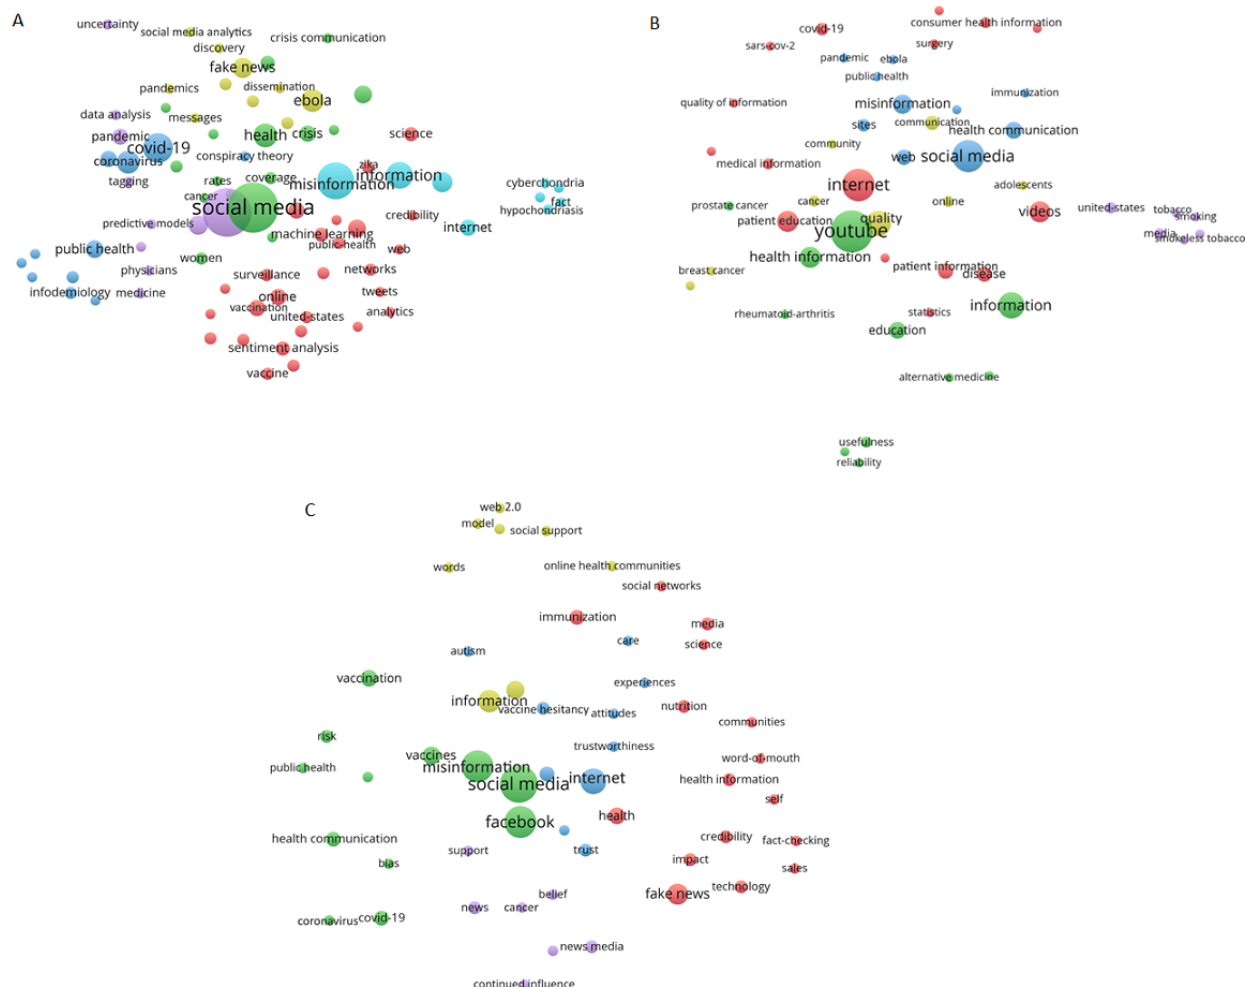 A
uncertainty
social media analytics
crisis communication
discovery
fake news
pandemics
dissemination
ebola
data analysis
messages
pandemic
health
crisis
science
covid-19
coronavirus
conspiracy theory
zika
tagging
rates
coverage
misinformation
information
cyberchondria
cancer
fact
hypochondriasis
social media
credibility
predictive models
machine learning
internet
public health
public-health
web
women
physicians
surveillance
networks
infodemiology
medicine
online
tweets
vaccination
united-states
analytics
sentiment analysis
vaccine
B
covid-19
consumer health information
sars-cov-2
surgery
pandemic
ebola
public health
immunization
quality of information
misinformation
sites
communication
health communication
community
web
social media
medical information
internet
adolescents
prostate cancer
cancer
online
patient education
quality
videos
united-states
tobacco
smoking
youtube
media
smokeless tobacco
health information
breast cancer
patient information
disease
rheumatoid-arthritis
statistics
information
education
alternative medicine
usefulness
reliability
C
web 2.0
model
social support
words
online health communities
social networks
immunization
media
care
science
autism
vaccination
experiences
information
vaccine hesitancy
attitudes
nutrition
communities
risk
trustworthiness
vaccines
word-of-mouth
public health
misinformation
social media
internet
health information
self
facebook
health
health communication
credibility
fact-checking
support
trust
bias
impact
sales
belief
fake news
technology
news
cancer
coronavirus
covid-19
news media
continued influence